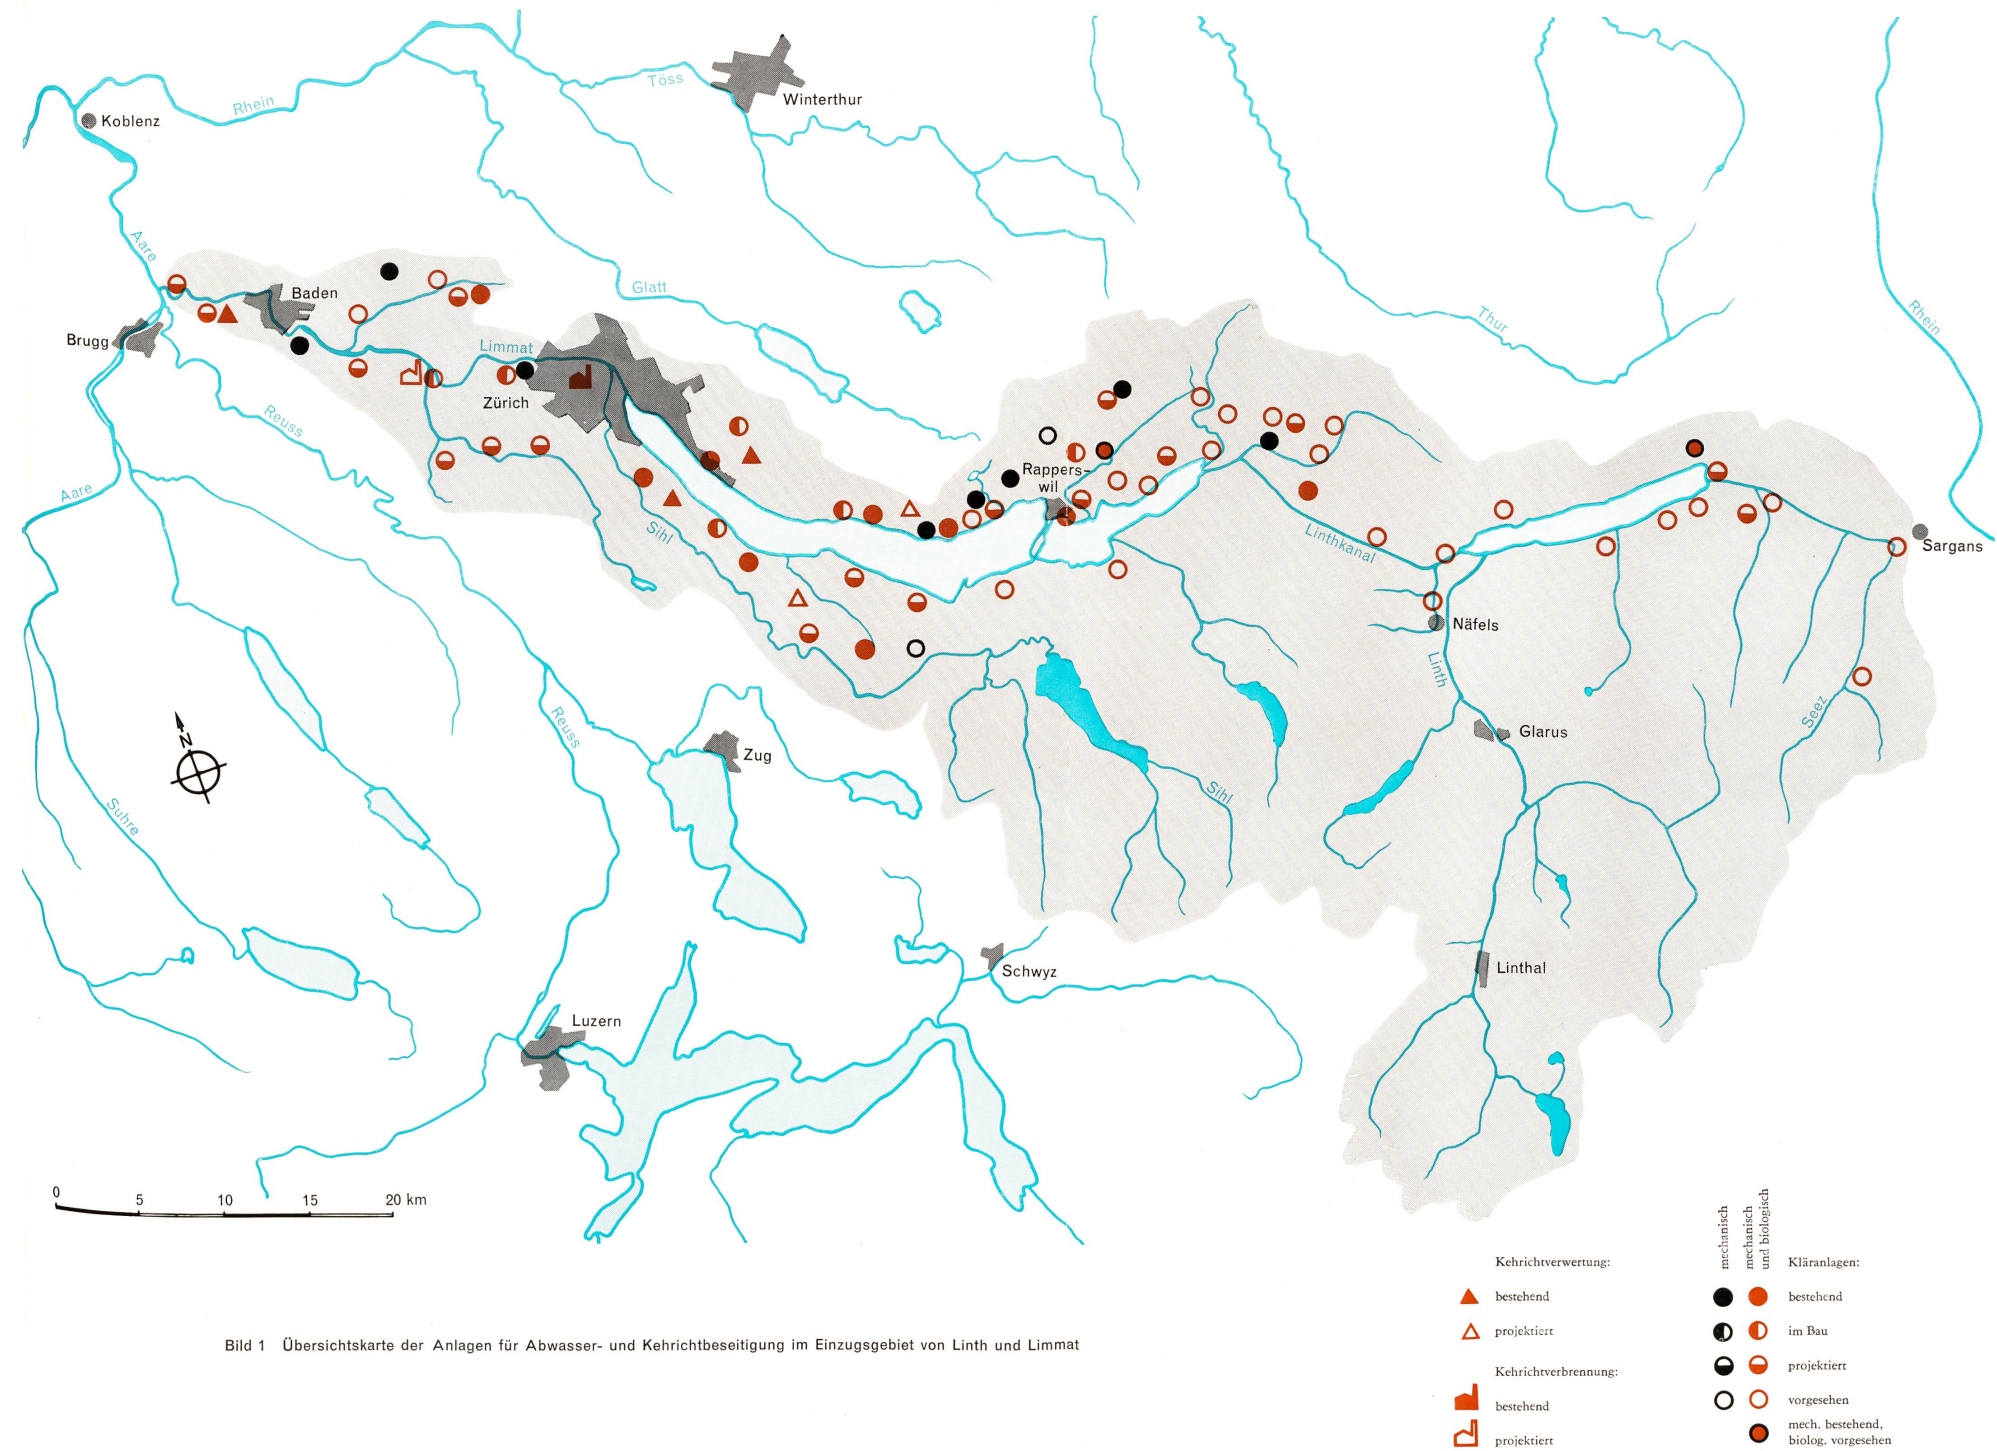 Töss
Winterthur
Rhein
Koblenz
Aare
Glatt
Baden
Thur
Rhein
Brugg
Limmat
Zürich
Reuss
Rappers-
wil
Aare
Sihl
Linthkanal
Sargans
Näfels
Linth
Reuss
Zug
Glarus
Seez
N
Suhre
Sihl
Schwyz
Linthal
Luzern
0 5 10 15 20 km
mechanisch
mechanisch
und biologisch
Kehrichtverwertung:
bestehend
projektiert
Kehrichtverbrennung:
bestehend
projektiert
Kläranlagen:
bestehend
im Bau
projektiert
vorgesehen
mech. bestehend,
biolog. vorgesehen
Bild 1 Übersichtskarte der Anlagen für Abwasser- und Kehrichtbeseitigung im Einzugsgebiet von Linth und Limmat